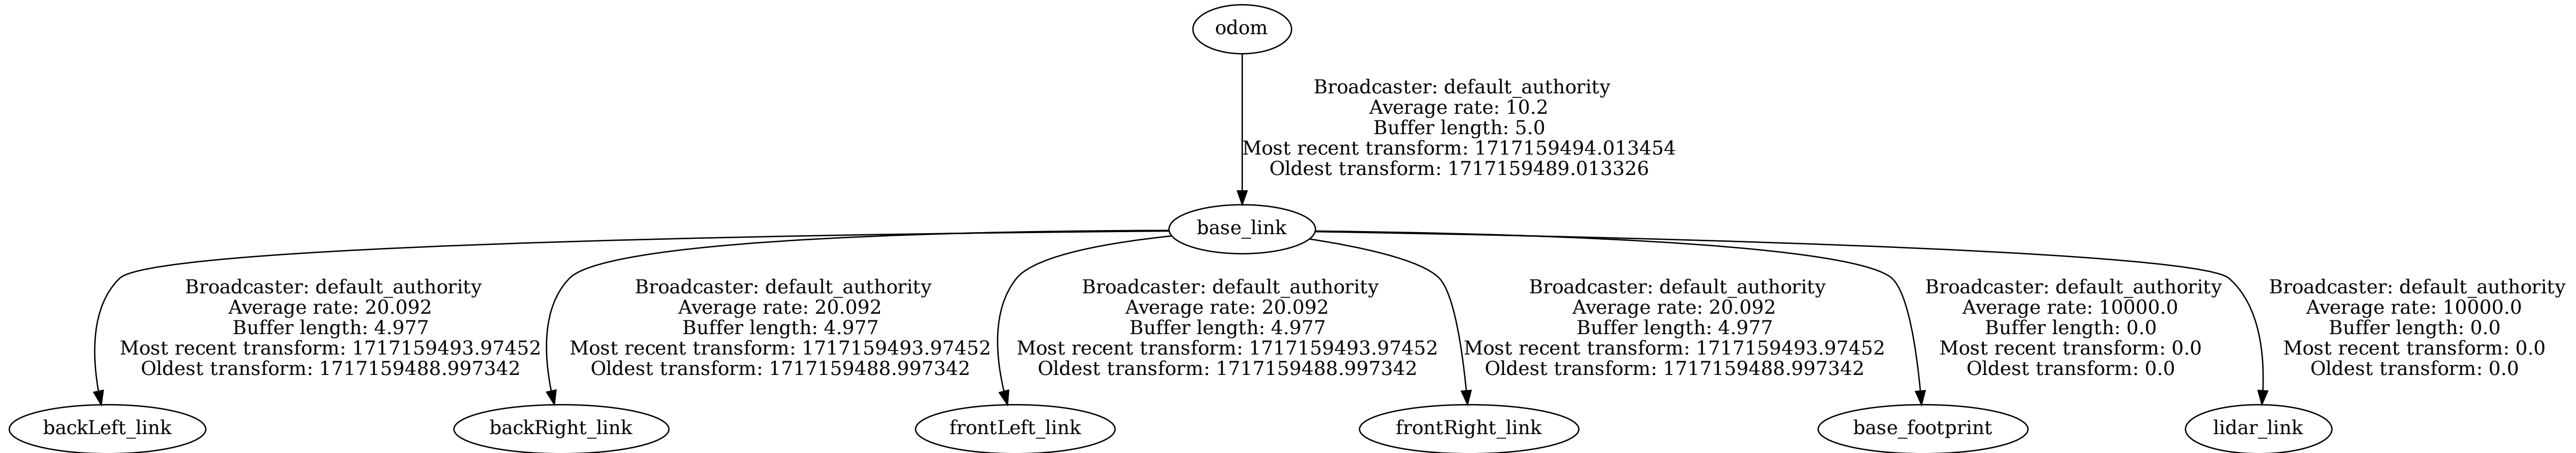 odom
Broadcaster: default_authority
Average rate: 10.2
Buffer length: 5.0
Most recent transform: 1717159494.013454
Oldest transform: 1717159489.013326
base_link
Broadcaster: default_authority
Average rate: 20.092
Buffer length: 4.977
Most recent transform: 1717159493.97452
Oldest transform: 1717159488.997342
Broadcaster: default_authority
Average rate: 20.092
Buffer length: 4.977
Most recent transform: 1717159493.97452
Oldest transform: 1717159488.997342
Broadcaster: default_authority
Average rate: 20.092
Buffer length: 4.977
Most recent transform: 1717159493.97452
Oldest transform: 1717159488.997342
Broadcaster: default_authority
Average rate: 20.092
Buffer length: 4.977
Most recent transform: 1717159493.97452
Oldest transform: 1717159488.997342
Broadcaster: default_authority
Average rate: 10000.0
Buffer length: 0.0
Most recent transform: 0.0
Oldest transform: 0.0
Broadcaster: default_authority
Average rate: 10000.0
Buffer length: 0.0
Most recent transform: 0.0
Oldest transform: 0.0
backLeft_link
backRight_link
frontLeft_link
frontRight_link
base_footprint
lidar_link